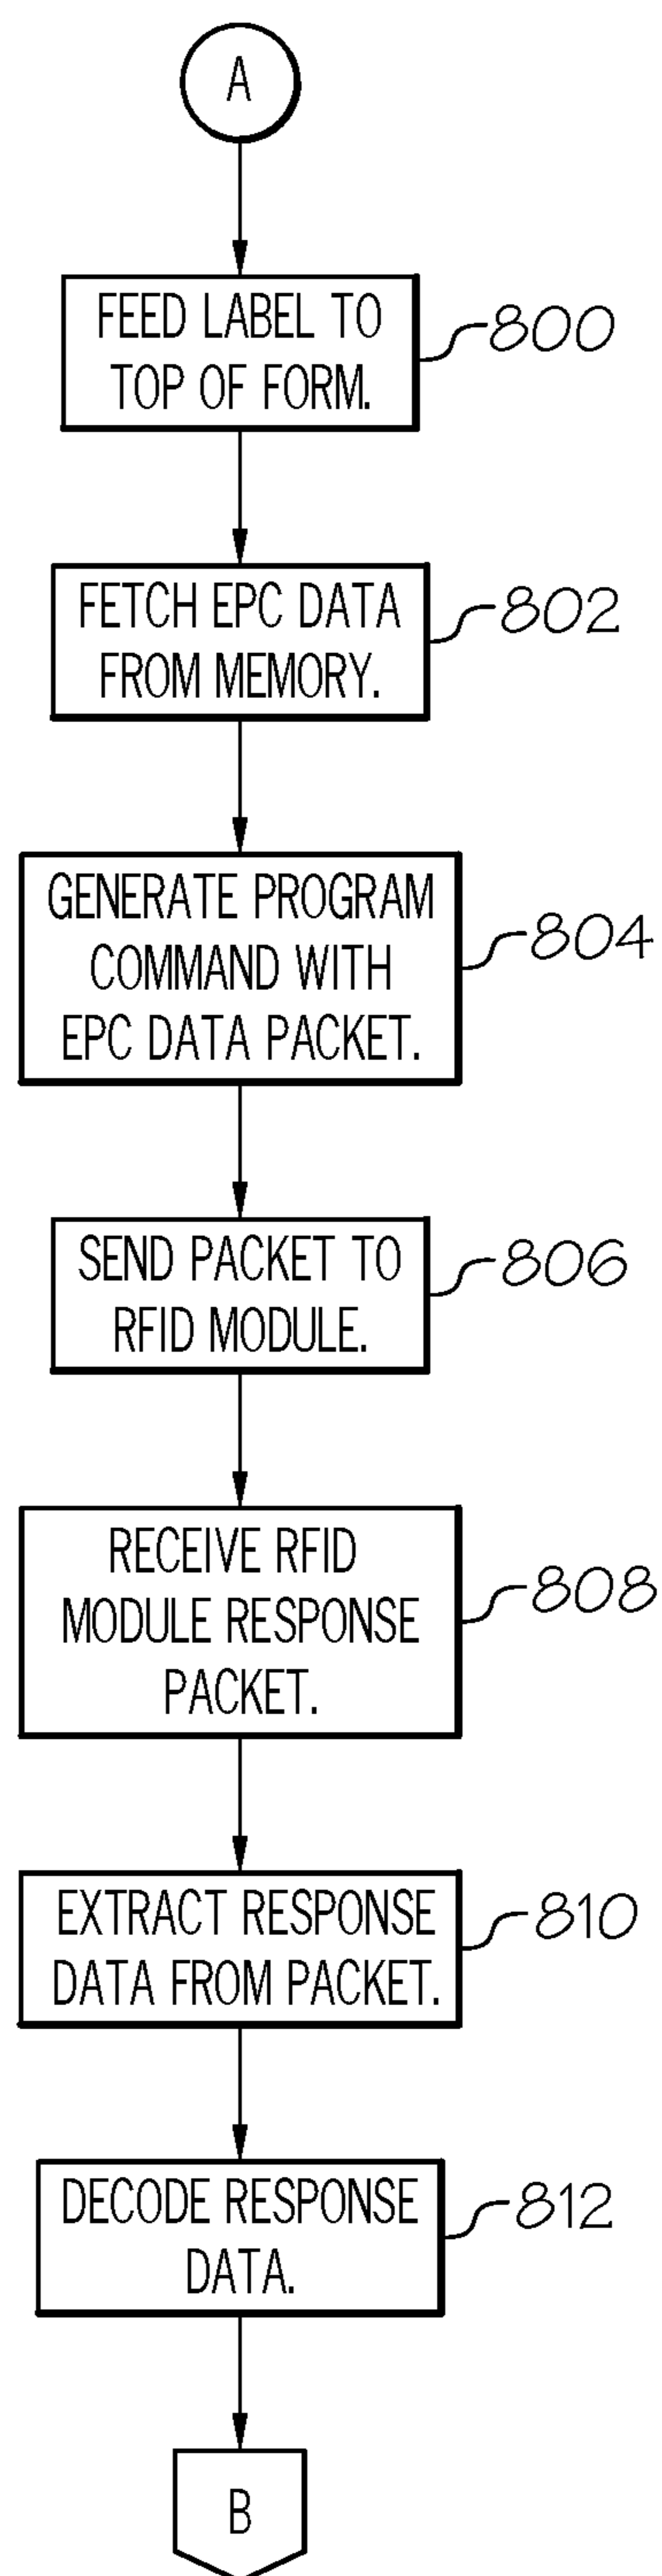 A
FEED LABEL TO
TOP OF FORM.
800
FETCH EPC DATA
FROM MEMORY.
802
GENERATE PROGRAM
COMMAND WITH
EPC DATA PACKET.
804
SEND PACKET TO
RFID MODULE.
806
RECEIVE RFID
MODULE RESPONSE
PACKET.
808
EXTRACT RESPONSE
DATA FROM PACKET.
810
DECODE RESPONSE
DATA.
812
B